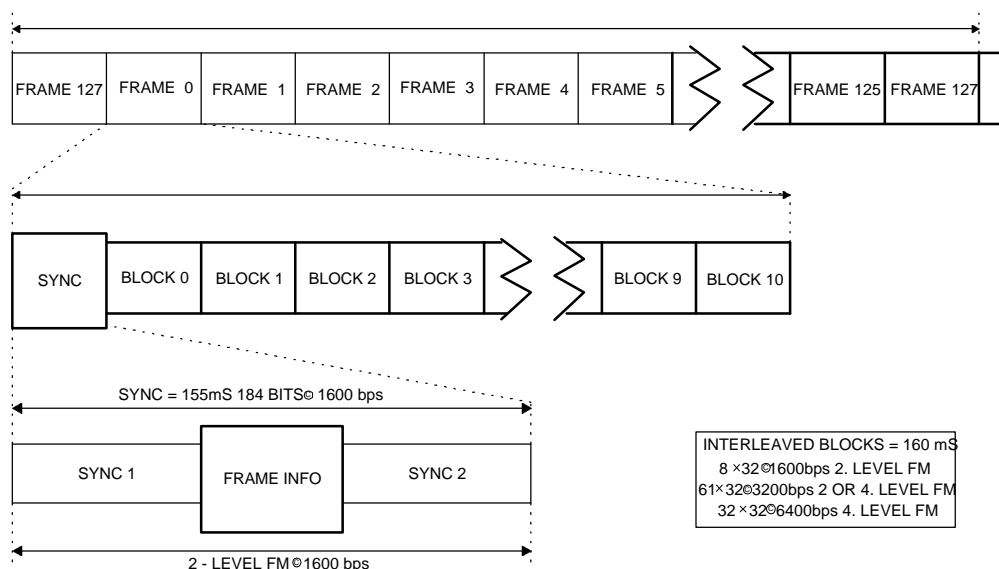 FRAME 127 FRAME 0 FRAME 1 FRAME 2 FRAME 3 FRAME 4 FRAME 5 FRAME 125 FRAME 127
SYNC BLOCK 0 BLOCK 1 BLOCK 2 BLOCK 3 BLOCK 9 BLOCK 10
SYNC = 155mS 184 BITS© 1600 bps
SYNC 1 FRAME INFO SYNC 2
2 - LEVEL FM © 1600 bps
INTERLEAVED BLOCKS = 160 mS
8 ×32©1600bps 2. LEVEL FM
61×32©3200bps 2 OR 4. LEVEL FM
32 ×32©6400bps 4. LEVEL FM